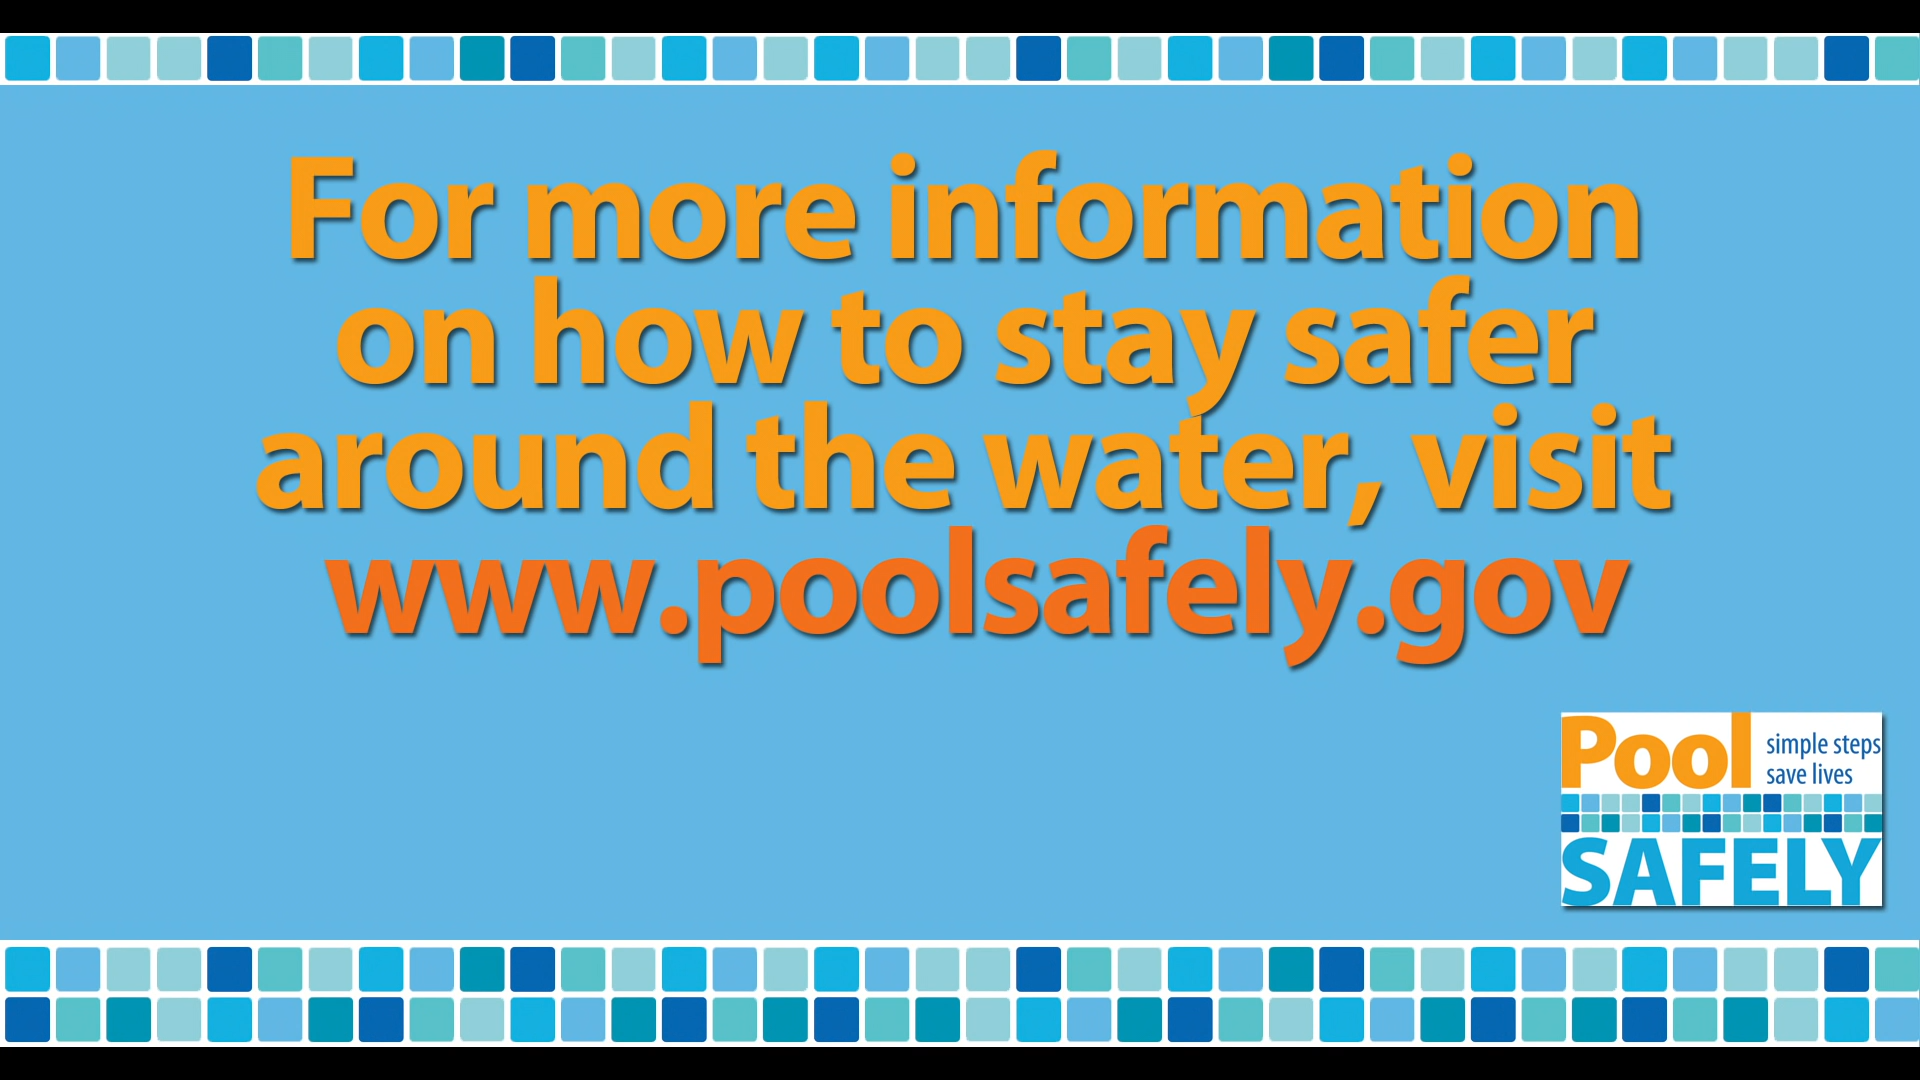 For more information
on how to stay safer
around the water, visit
www.poolsafely.gov
Pool
simple steps
save lives
SAFELY